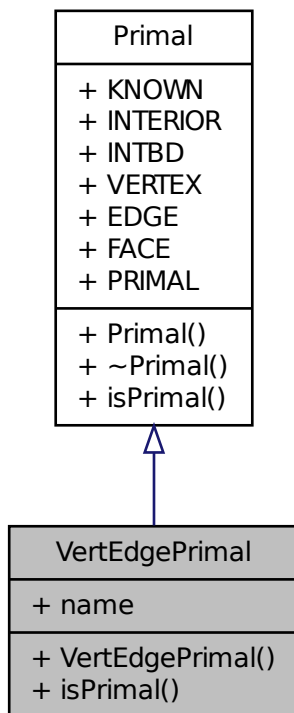 Primal
+ KNOWN
+ INTERIOR
+ INTBD
+ VERTEX
+ EDGE
+ FACE
+ PRIMAL
+ Primal()
+ ~Primal()
+ isPrimal()
VertEdgePrimal
+ name
+ VertEdgePrimal()
+ isPrimal()